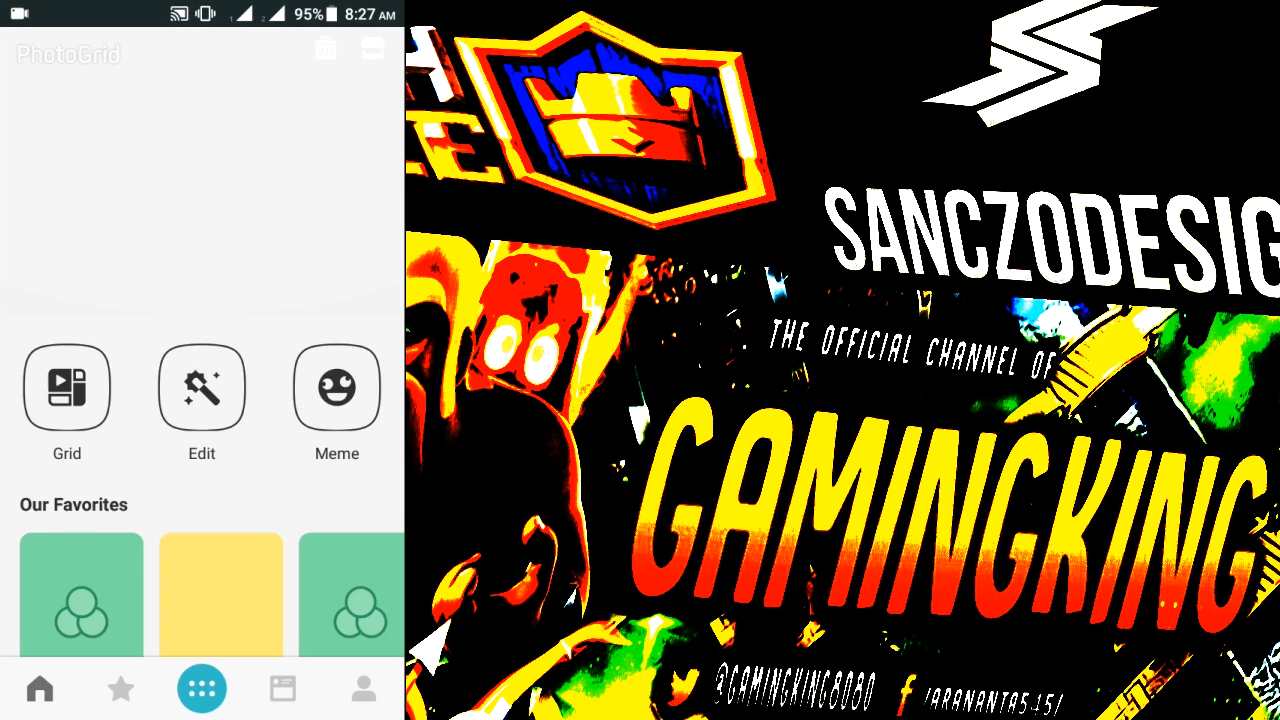 95% 8:27 AM
PhotoGrid
Grid Edit Meme
Our Favorites
SANCZODESIG
THE OFFICIAL CHANNEL OF
GAMINGKING
@GAMINGKING8080 f /ARANANTA5151